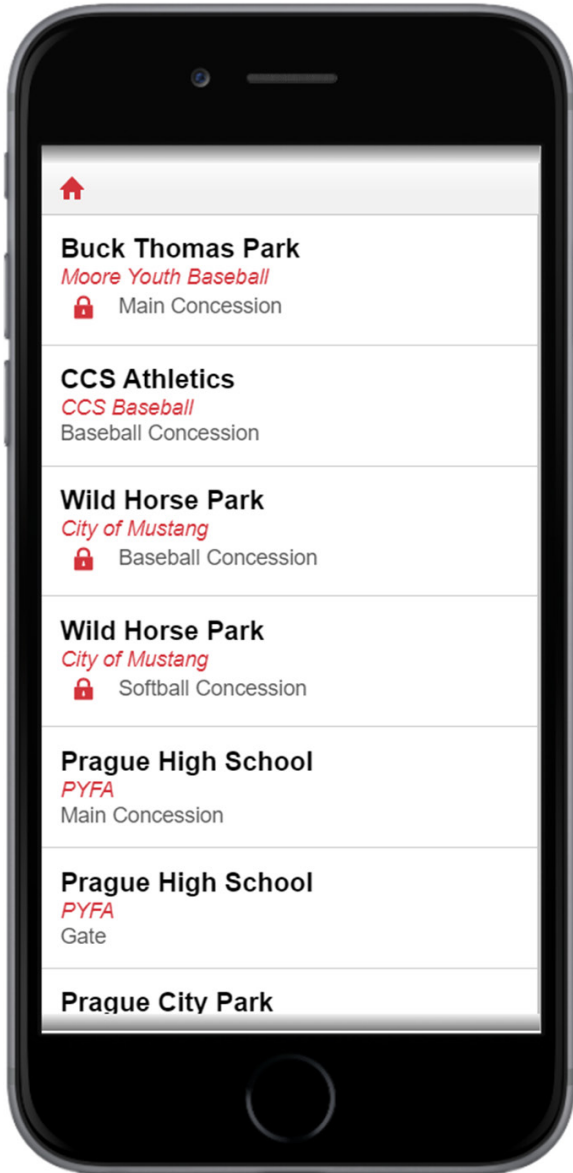 Buck Thomas Park
Moore Youth Baseball
Main Concession
CCS Athletics
CCS Baseball
Baseball Concession
Wild Horse Park
City of Mustang
Baseball Concession
Wild Horse Park
City of Mustang
Softball Concession
Prague High School
PYFA
Main Concession
Prague High School
PYFA
Gate
Prague City Park